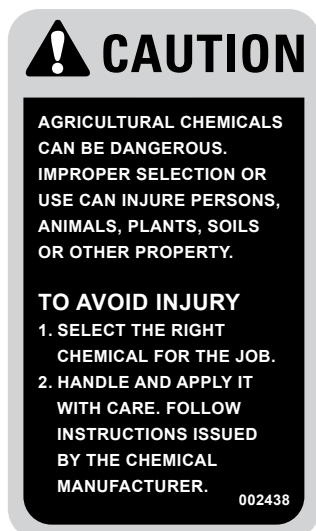 CAUTION
AGRICULTURAL CHEMICALS
CAN BE DANGEROUS.
IMPROPER SELECTION OR
USE CAN INJURE PERSONS,
ANIMALS, PLANTS, SOILS
OR OTHER PROPERTY.
TO AVOID INJURY
1. SELECT THE RIGHT
CHEMICAL FOR THE JOB.
2. HANDLE AND APPLY IT
WITH CARE. FOLLOW
INSTRUCTIONS ISSUED
BY THE CHEMICAL
MANUFACTURER.
002438